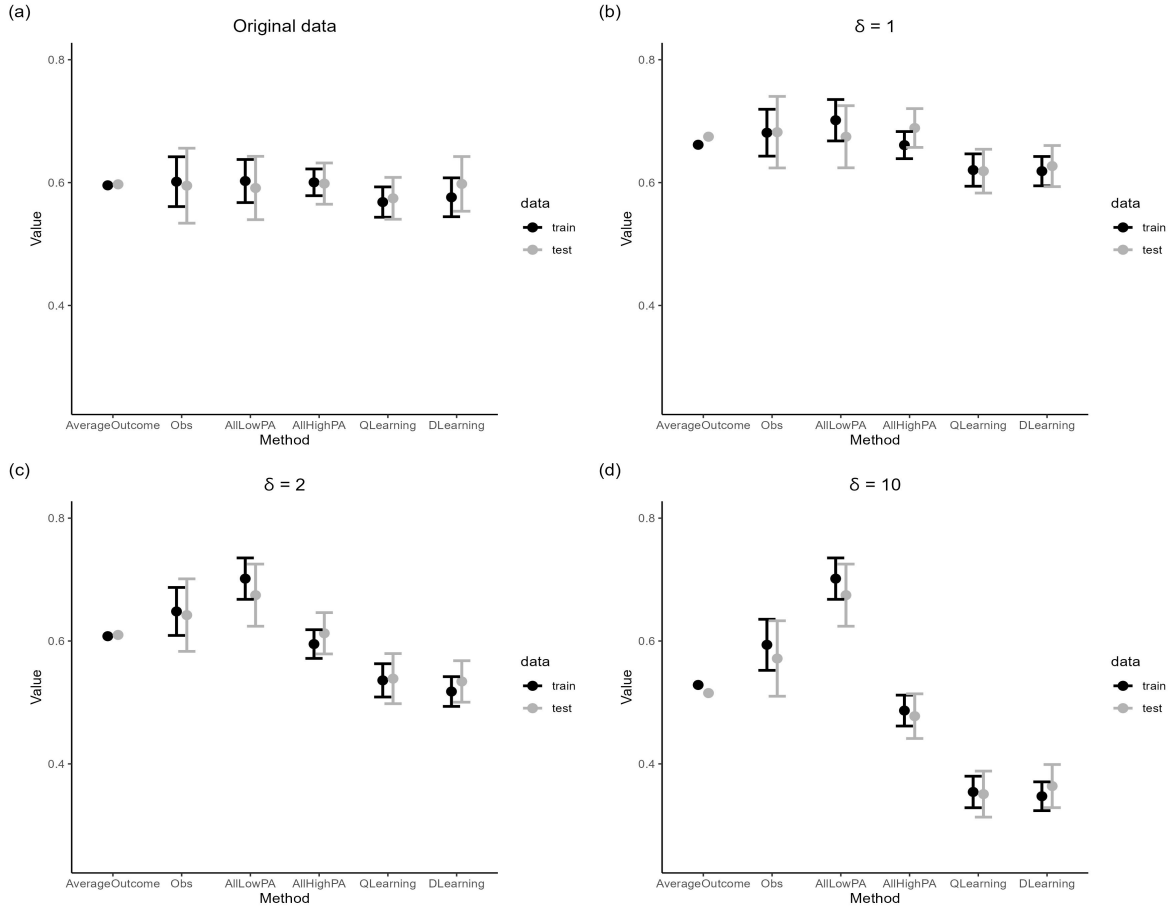 (a)
Original data
0.8
0.6
0.4
Value
AverageOutcome Obs AllLowPA AllHighPA QLearning DLearning
Method
data
train
test
(b)
δ = 1
0.8
0.6
0.4
Value
AverageOutcome Obs AllLowPA AllHighPA QLearning DLearning
Method
data
train
test
(c)
δ = 2
0.8
0.6
0.4
Value
AverageOutcome Obs AllLowPA AllHighPA QLearning DLearning
Method
data
train
test
(d)
δ = 10
0.8
0.6
0.4
Value
AverageOutcome Obs AllLowPA AllHighPA QLearning DLearning
Method
data
train
test